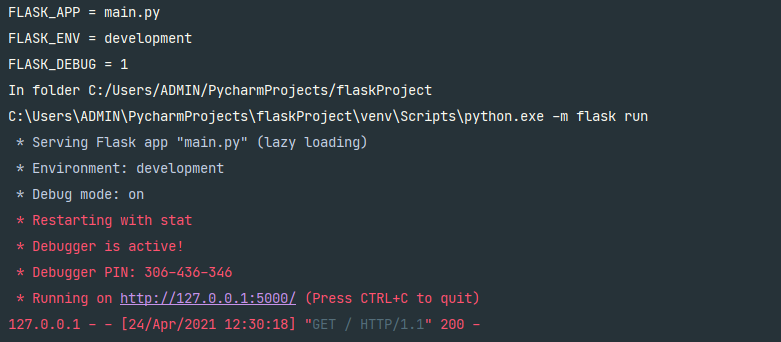 FLASK_APP = main.py
FLASK_ENV = development
FLASK_DEBUG = 1
In folder C:/Users/ADMIN/PycharmProjects/flaskProject
C:\Users\ADMIN\PycharmProjects\flaskProject\venv\Scripts\python.exe -m flask run
* Serving Flask app "main.py" (lazy loading)
* Environment: development
* Debug mode: on
* Restarting with stat
* Debugger is active!
* Debugger PIN: 306-436-346
* Running on http://127.0.0.1:5000/ (Press CTRL+C to quit)
127.0.0.1 - - [24/Apr/2021 12:30:18] "GET / HTTP/1.1" 200 -